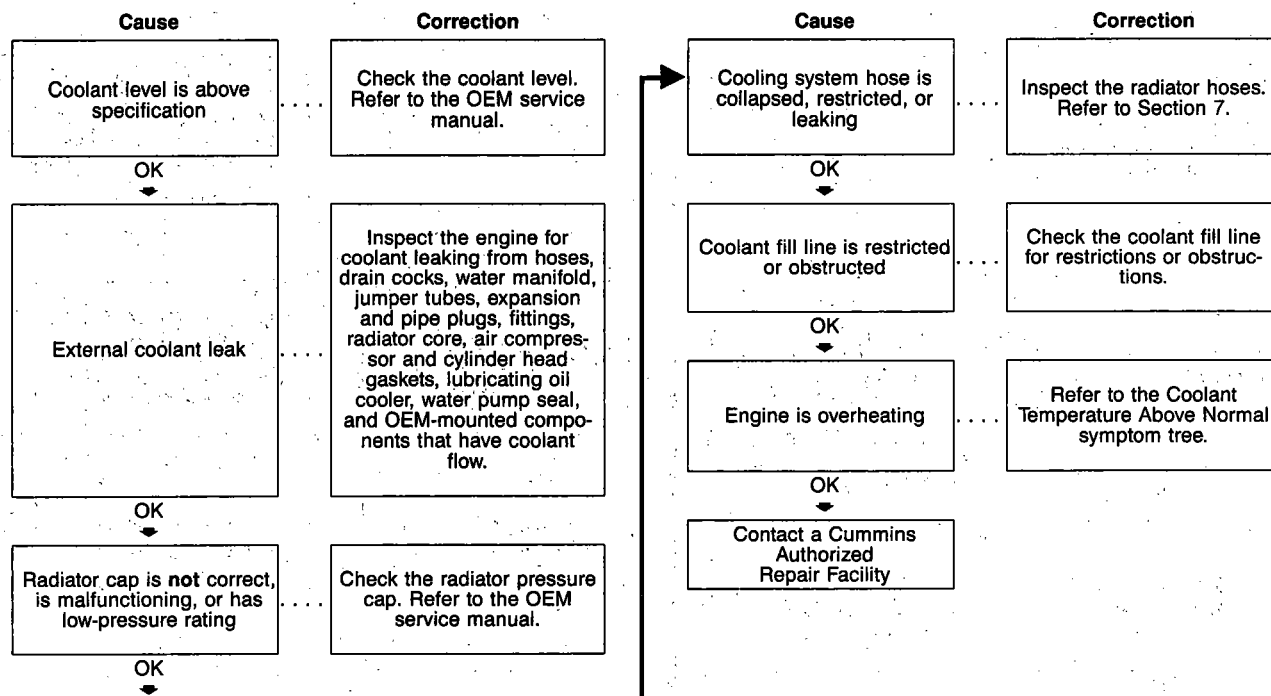 Cause
Correction
Coolant level is above
specification
Check the coolant level.
Refer to the OEM service
manual.
OK
External coolant leak
Inspect the engine for
coolant leaking from hoses,
drain cocks, water manifold,
jumper tubes, expansion
and pipe plugs, fittings,
radiator core, air compres-
sor and cylinder head
gaskets, lubricating oil
cooler, water pump seal,
and OEM-mounted compo-
nents that have coolant
flow.
OK
Radiator cap is not correct,
is malfunctioning, or has
low-pressure rating
Check the radiator pressure
cap. Refer to the OEM
service manual.
OK
Cause
Correction
Cooling system hose is
collapsed, restricted, or
leaking
Inspect the radiator hoses.
Refer to Section 7.
OK
Coolant fill line is restricted
or obstructed
Check the coolant fill line
for restrictions or obstruc-
tions.
OK
Engine is overheating
Refer to the Coolant
Temperature Above Normal
symptom tree.
OK
Contact a Cummins
Authorized
Repair Facility